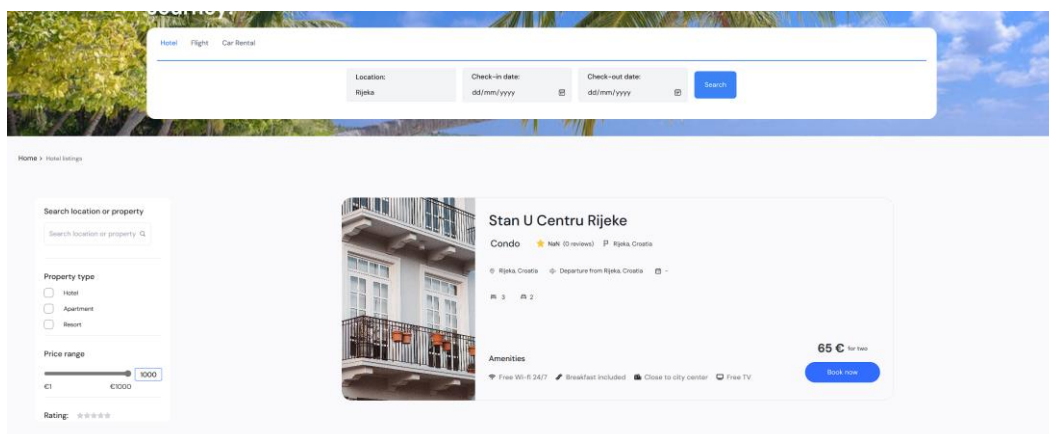 Journey!
Hotel Flight Car Rental
Location: Check-in date: Check-out date:
Rijeka dd/mm/yyyy dd/mm/yyyy Search
Home > Hotel listings
Search location or property
Search location or property
Property type
Hotel
Apartment
Resort
Price range
1000
€1 €1000
Rating:
Stan U Centru Rijeke
Condo NaN (0 reviews) Rijeka, Croatia
Rijeka, Croatia Departure from Rijeka, Croatia -
3 2
65 € for two
Amenities
Free Wi-fi 24/7 Breakfast included Close to city center Free TV
Book now